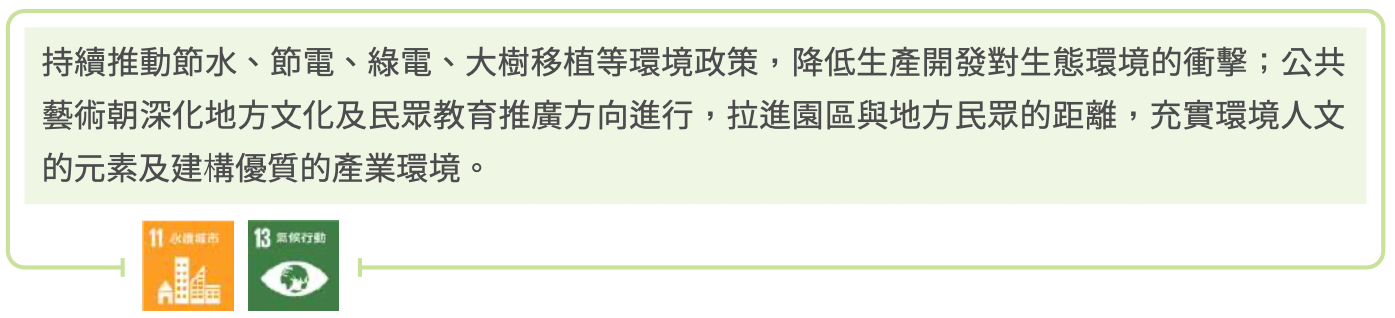 持續推動節水、節電、綠電、大樹移植等環境政策，降低生產開發對生態環境的衝擊；公共
藝術朝深化地方文化及民眾教育推廣方向進行，拉進園區與地方民眾的距離，充實環境人文
的元素及建構優質的產業環境。
11 永續城市
13 氣候行動